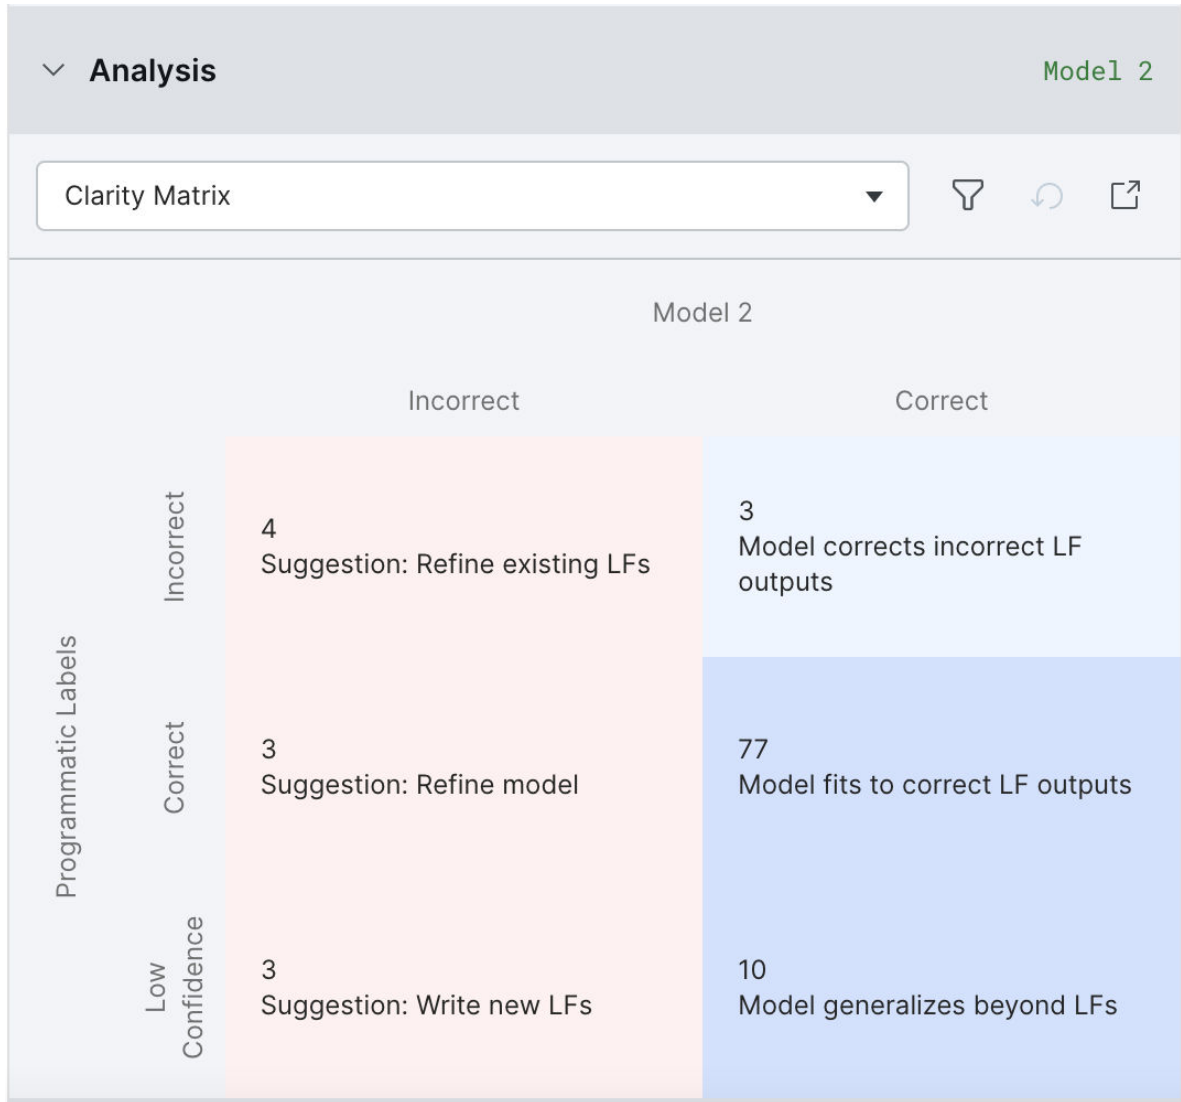 Analysis
Model 2
Clarity Matrix
Model 2
Incorrect
Correct
Programmatic Labels
Incorrect
4
Suggestion: Refine existing LFs
3
Model corrects incorrect LF
outputs
Correct
3
Suggestion: Refine model
77
Model fits to correct LF outputs
Low
Confidence
3
Suggestion: Write new LFs
10
Model generalizes beyond LFs